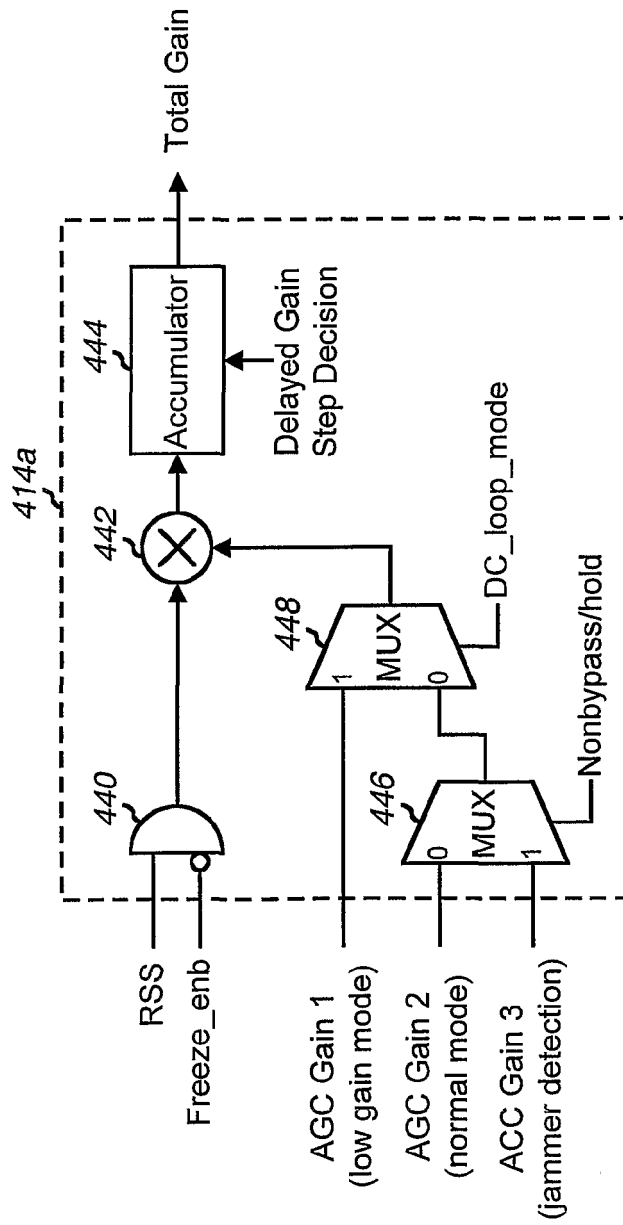 414a
RSS
Freeze_enb
440
442
444
Accumulator
Total Gain
Delayed Gain
Step Decision
AGC Gain 1
(low gain mode)
AGC Gain 2
(normal mode)
ACC Gain 3
(jammer detection)
446
0
MUX
1
Nonbypass/hold
448
1
MUX
0
DC_loop_mode